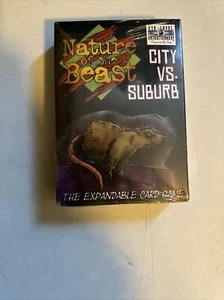 Nature
of the
Beast
CITY
VS.
SUBURB
THE EXPANDABLE CARD GAME